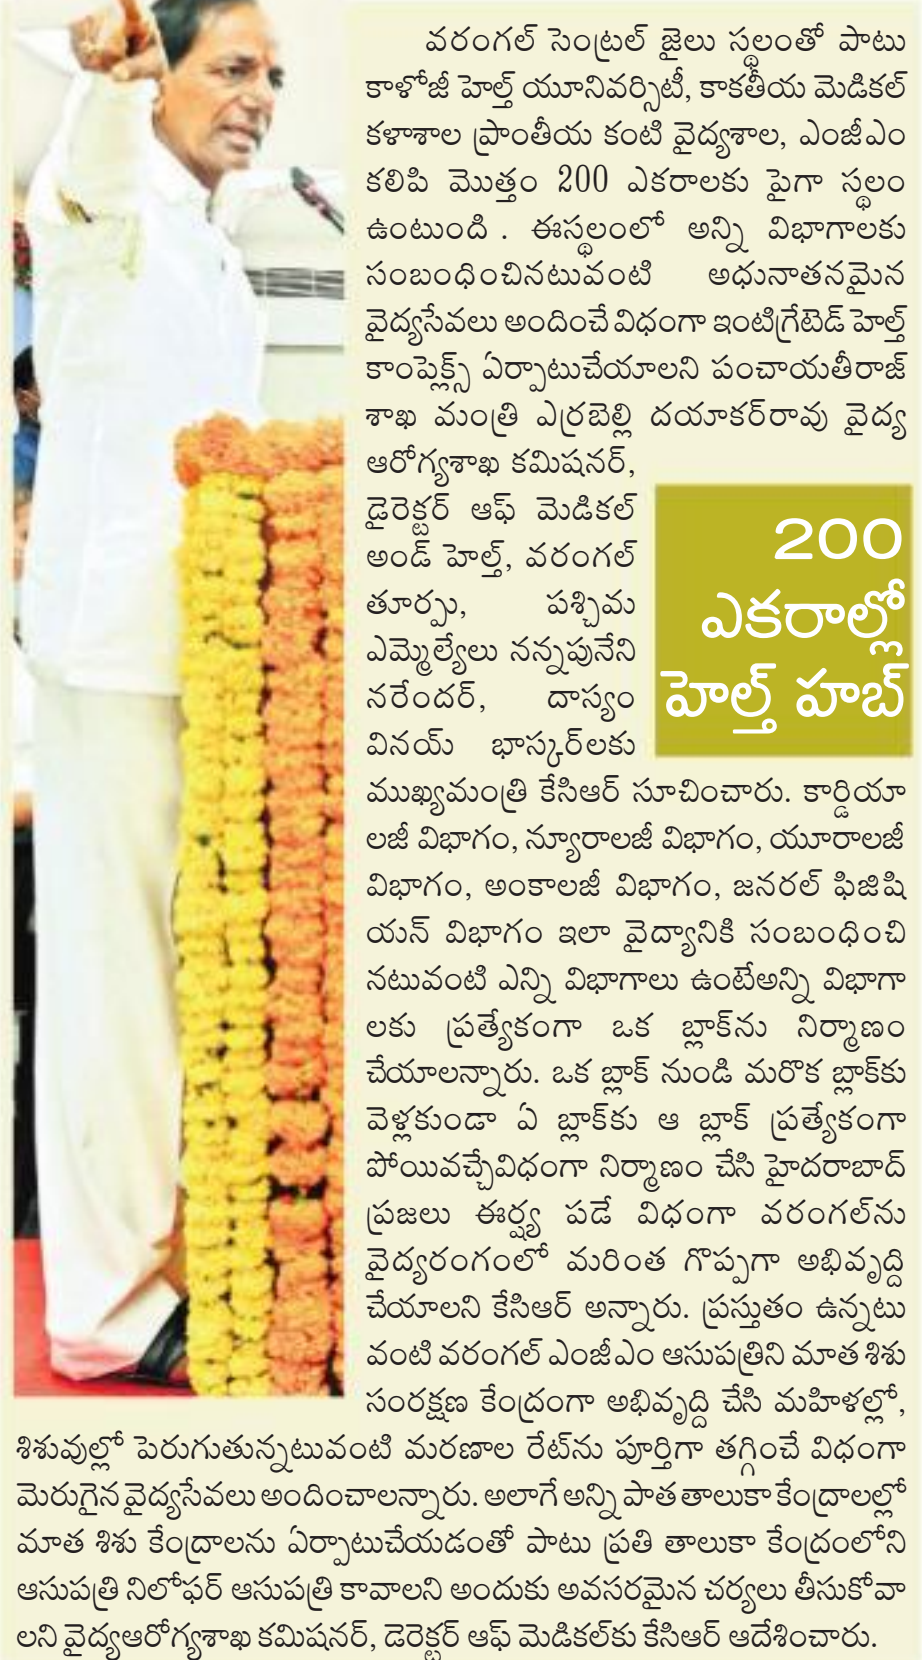 వరంగల్ సెంట్రల్ జైలు స్థలంతో పాటు
కాళోజీ హెల్త్ యూనివర్సిటీ, కాకతీయ మెడికల్
కళాశాల ప్రాంతీయ కంటి వైద్యశాల, ఎంజీఎం
కలిపి మొత్తం 200 ఎకరాలకు పైగా స్థలం
ఉంటుంది . ఈస్థలంలో అన్ని విభాగాలకు
సంబంధించినటువంటి అధునాతనమైన
వైద్యసేవలు అందించే విధంగా ఇంటిగ్రేటెడ్ హెల్త్
కాంప్లెక్స్ ఏర్పాటుచేయాలని పంచాయతీరాజ్
శాఖ మంత్రి ఎర్రబెల్లి దయాకర్‌రావు వైద్య
ఆరోగ్యశాఖ కమిషనర్,
డైరెక్టర్ ఆఫ్ మెడికల్
అండ్ హెల్త్, వరంగల్
తూర్పు, పశ్చిమ
ఎమ్మెల్యేలు నన్నపునేని
నరేందర్, దాస్యం
వినయ్ భాస్కర్‌లకు
200
ఎకరాల్లో
హెల్త్ హబ్
ముఖ్యమంత్రి కేసిఆర్ సూచించారు. కార్డియా
లజీ విభాగం, న్యూరాలజీ విభాగం, యూరాలజీ
విభాగం, అంకాలజీ విభాగం, జనరల్ ఫిజిషి
యన్ విభాగం ఇలా వైద్యానికి సంబంధించి
నటువంటి ఎన్ని విభాగాలు ఉంటేఅన్ని విభాగా
లకు ప్రత్యేకంగా ఒక బ్లాక్‌ను నిర్మాణం
చేయాలన్నారు. ఒక బ్లాక్ నుండి మరొక బ్లాక్‌కు
వెళ్లకుండా ఏ బ్లాక్‌కు ఆ బ్లాక్ ప్రత్యేకంగా
పోయివచ్చేవిధంగా నిర్మాణం చేసి హైదరాబాద్
ప్రజలు ఈర్ష్య పడే విధంగా వరంగల్‌ను
వైద్యరంగంలో మరింత గొప్పగా అభివృద్ది
చేయాలని కేసిఆర్ అన్నారు. ప్రస్తుతం ఉన్నటు
వంటి వరంగల్ ఎంజీఎం ఆసుపత్రిని మాత శిశు
సంరక్షణ కేంద్రంగా అభివృద్ది చేసి మహిళల్లో,
శిశువుల్లో పెరుగుతున్నటువంటి మరణాల రేట్‌ను పూర్తిగా తగ్గించే విధంగా
మెరుగైన వైద్యసేవలు అందించాలన్నారు. అలాగే అన్ని పాత తాలుకా కేంద్రాలల్లో
మాత శిశు కేంద్రాలను ఏర్పాటుచేయడంతో పాటు ప్రతి తాలుకా కేంద్రంలోని
ఆసుపత్రి నిలోఫర్ ఆసుపత్రి కావాలని అందుకు అవసరమైన చర్యలు తీసుకోవా
లని వైద్యఆరోగ్యశాఖ కమిషనర్, డెరెక్టర్ ఆఫ్ మెడికల్‌కు కేసిఆర్ ఆదేశించారు.